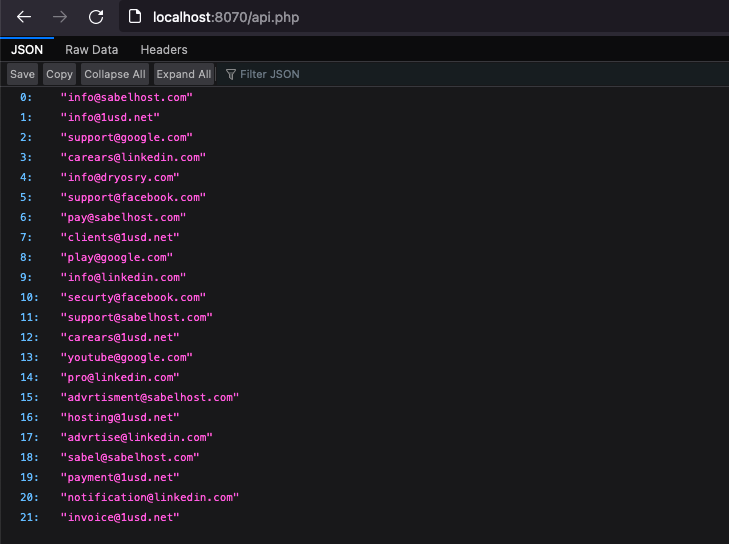 localhost:8070/api.php
JSON Raw Data Headers
Save Copy Collapse All Expand All Filter JSON
0: "info@sabelhost.com"
1: "info@1usd.net"
2: "support@google.com"
3: "carears@linkedin.com"
4: "info@dryosry.com"
5: "support@facebook.com"
6: "pay@sabelhost.com"
7: "clients@1usd.net"
8: "play@google.com"
9: "info@linkedin.com"
10: "securty@facebook.com"
11: "support@sabelhost.com"
12: "carears@1usd.net"
13: "youtube@google.com"
14: "pro@linkedin.com"
15: "advrtisment@sabelhost.com"
16: "hosting@1usd.net"
17: "advrtise@linkedin.com"
18: "sabel@sabelhost.com"
19: "payment@1usd.net"
20: "notification@linkedin.com"
21: "invoice@1usd.net"